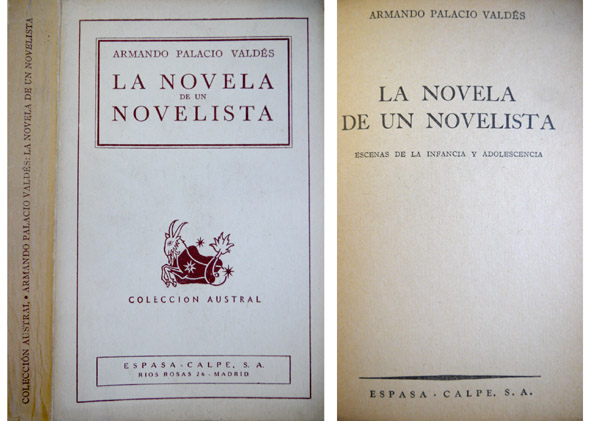 COLECCIÓN AUSTRAL • ARMANDO PALACIO VALDÉS: LA NOVELA DE UN NOVELISTA
ARMANDO PALACIO VALDÉS
LA NOVELA
DE UN
NOVELISTA
COLECCION AUSTRAL
ESPASA - CALPE, S. A.
RIOS ROSAS 26 - MADRID
ARMANDO PALACIO VALDÉS
LA NOVELA
DE UN NOVELISTA
ESCENAS DE LA INFANCIA Y ADOLESCENCIA
ESPASA - CALPE, S. A.